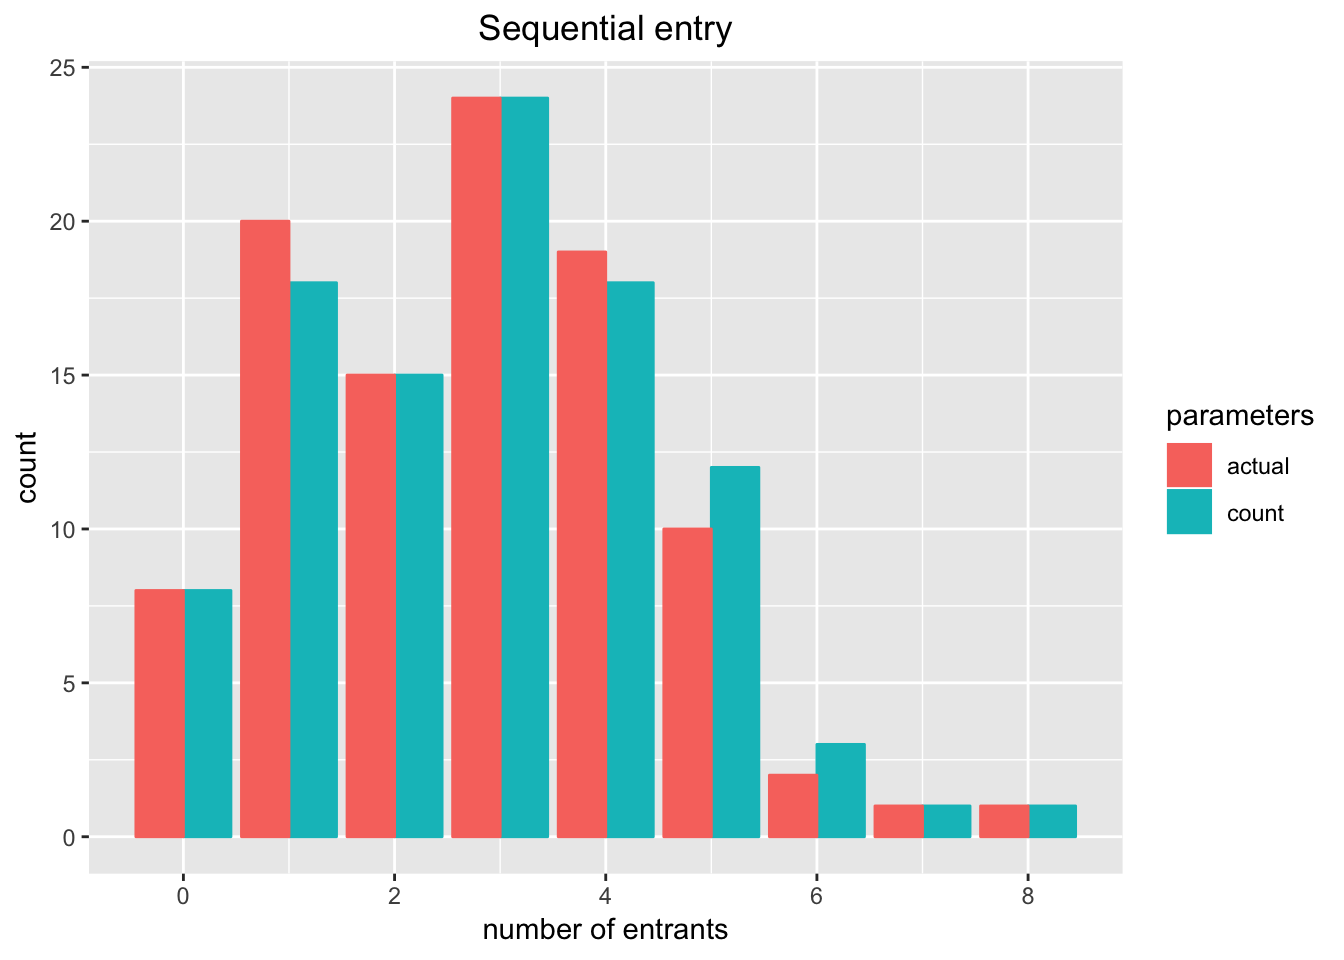 Sequential entry
25
20
15
10
5
0
count
0 2 4 6 8
number of entrants
parameters
actual
count